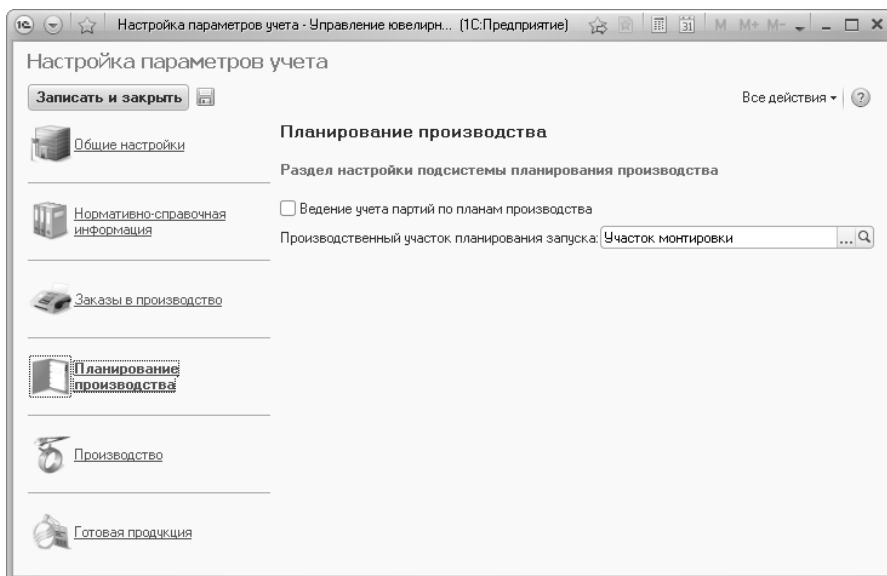 1С Настройка параметров учета - Управление ювелирн... (1С:Предприятие) 31 M M+ M-
Настройка параметров учета
Записать и закрыть Все действия ?
Общие настройки
Нормативно-справочная
информация
Заказы в производство
Планирование
производства
Производство
Готовая продукция
Планирование производства
Раздел настройки подсистемы планирования производства
Ведение учета партий по планам производства
Производственный участок планирования запуска: Участок монтировки ...